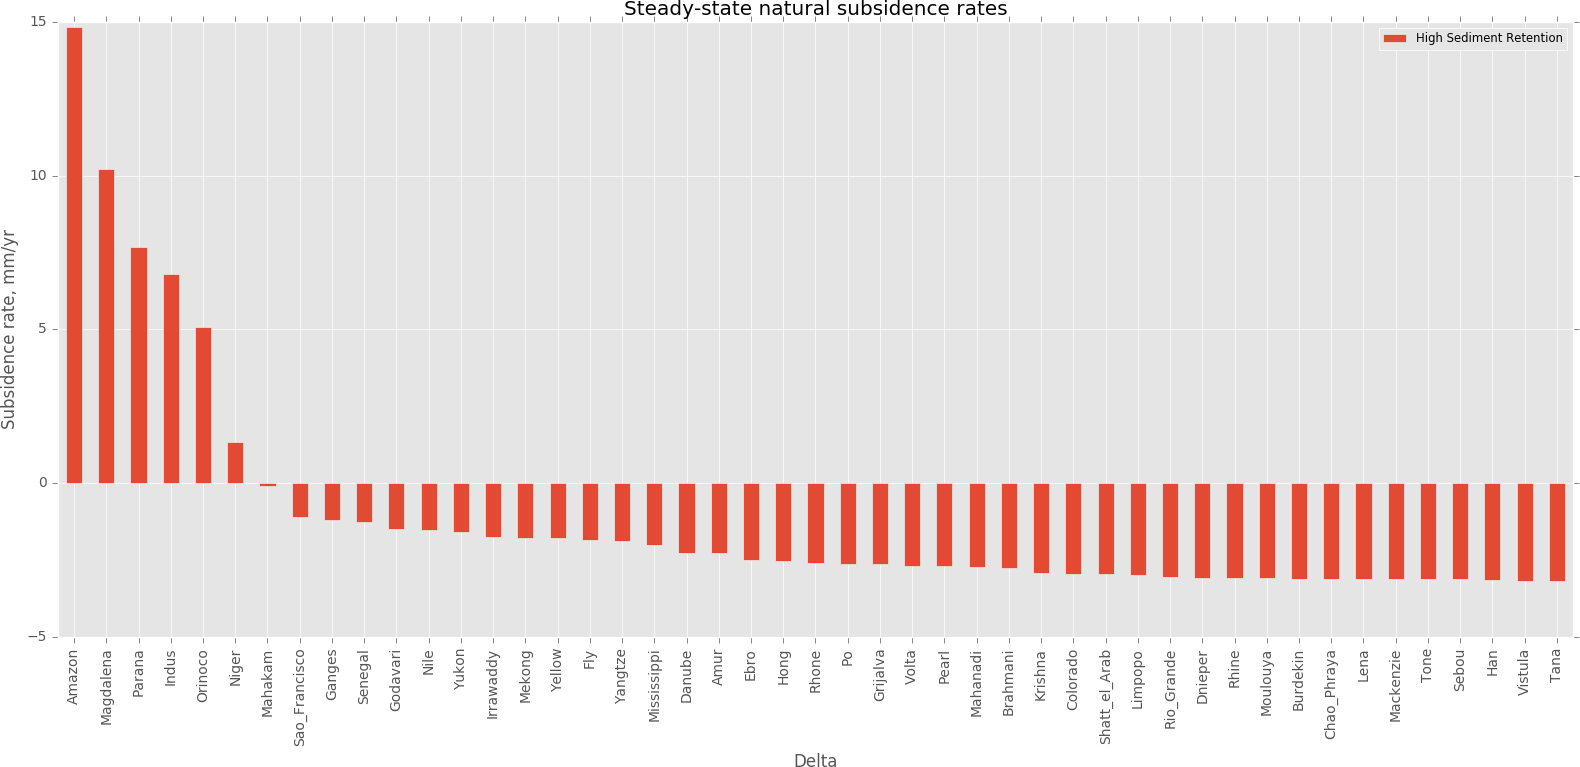 Steady-state natural subsidence rates
High Sediment Retention
15
10
5
0
−5
Subsidence rate, mm/yr
Amazon
Magdalena
Parana
Indus
Orinoco
Niger
Mahakam
Sao_Francisco
Ganges
Senegal
Godavari
Nile
Yukon
Irrawaddy
Mekong
Yellow
Fly
Yangtze
Mississippi
Danube
Amur
Ebro
Hong
Rhone
Po
Grijalva
Volta
Pearl
Mahanadi
Brahmani
Krishna
Colorado
Shatt_el_Arab
Limpopo
Rio_Grande
Dnieper
Rhine
Moulouya
Burdekin
Chao_Phraya
Lena
Mackenzie
Tone
Sebou
Han
Vistula
Tana
Delta